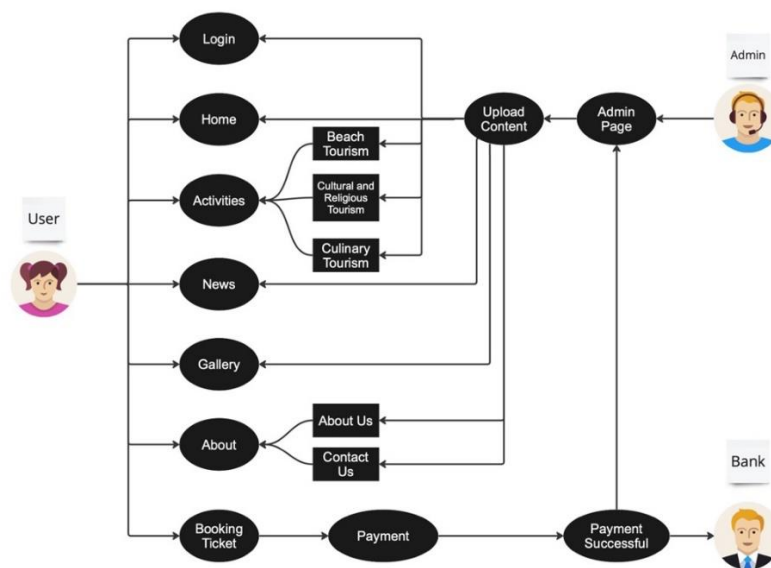 Login
Admin
Home
Upload
Content
Admin
Page
Beach
Tourism
Activities
Cultural and
Religious
Tourism
User
Culinary
Tourism
News
Gallery
About Us
About
Contact
Us
Bank
Booking
Ticket
Payment
Payment
Successful